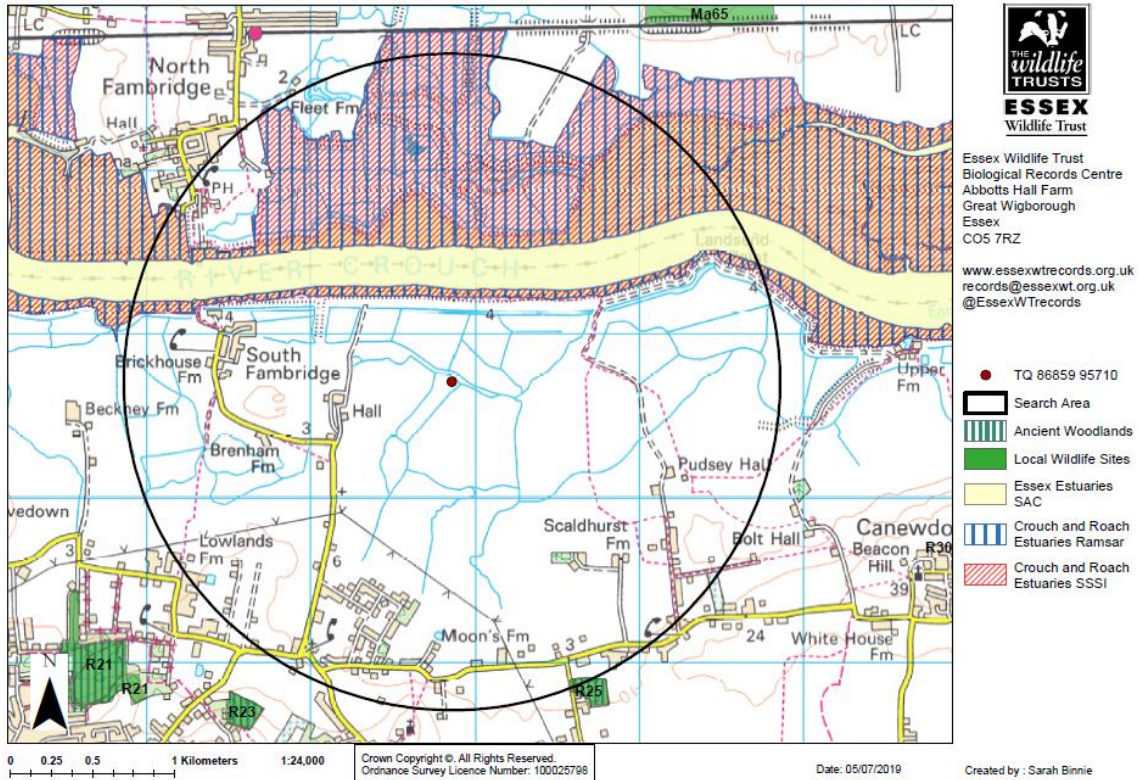 Ma65
LC
LC
North
Fambridge
2
Fleet Fm
Hall
PH
RIVER CROUCH
Landsend
4
4
4
Brickhouse
Fm
South
Fambridge
Upper
Fm
Beckney Fm
Hall
3
Brenham
Fm
Pudsey Hall
vedown
Scaldhurst
Fm
Canewdo
3
Lowlands
Fm
6
Bolt Hall
Beacon
Hill
R30
39
Moon's Fm
3
24
White House
Fm
R21
R21
R23
R25
10
N
THE
wildlife
TRUSTS
ESSEX
Wildlife Trust
Essex Wildlife Trust
Biological Records Centre
Abbotts Hall Farm
Great Wigborough
Essex
CO5 7RZ
www.essexwtrecords.org.uk
records@essexwt.org.uk
@EssexWTrecords
TQ 86859 95710
Search Area
Ancient Woodlands
Local Wildlife Sites
Essex Estuaries
SAC
Crouch and Roach
Estuaries Ramsar
Crouch and Roach
Estuaries SSSI
0 0.25 0.5 1 Kilometers
1:24,000
Crown Copyright ©. All Rights Reserved.
Ordnance Survey Licence Number: 100025798
Date: 05/07/2019
Created by : Sarah Binnie